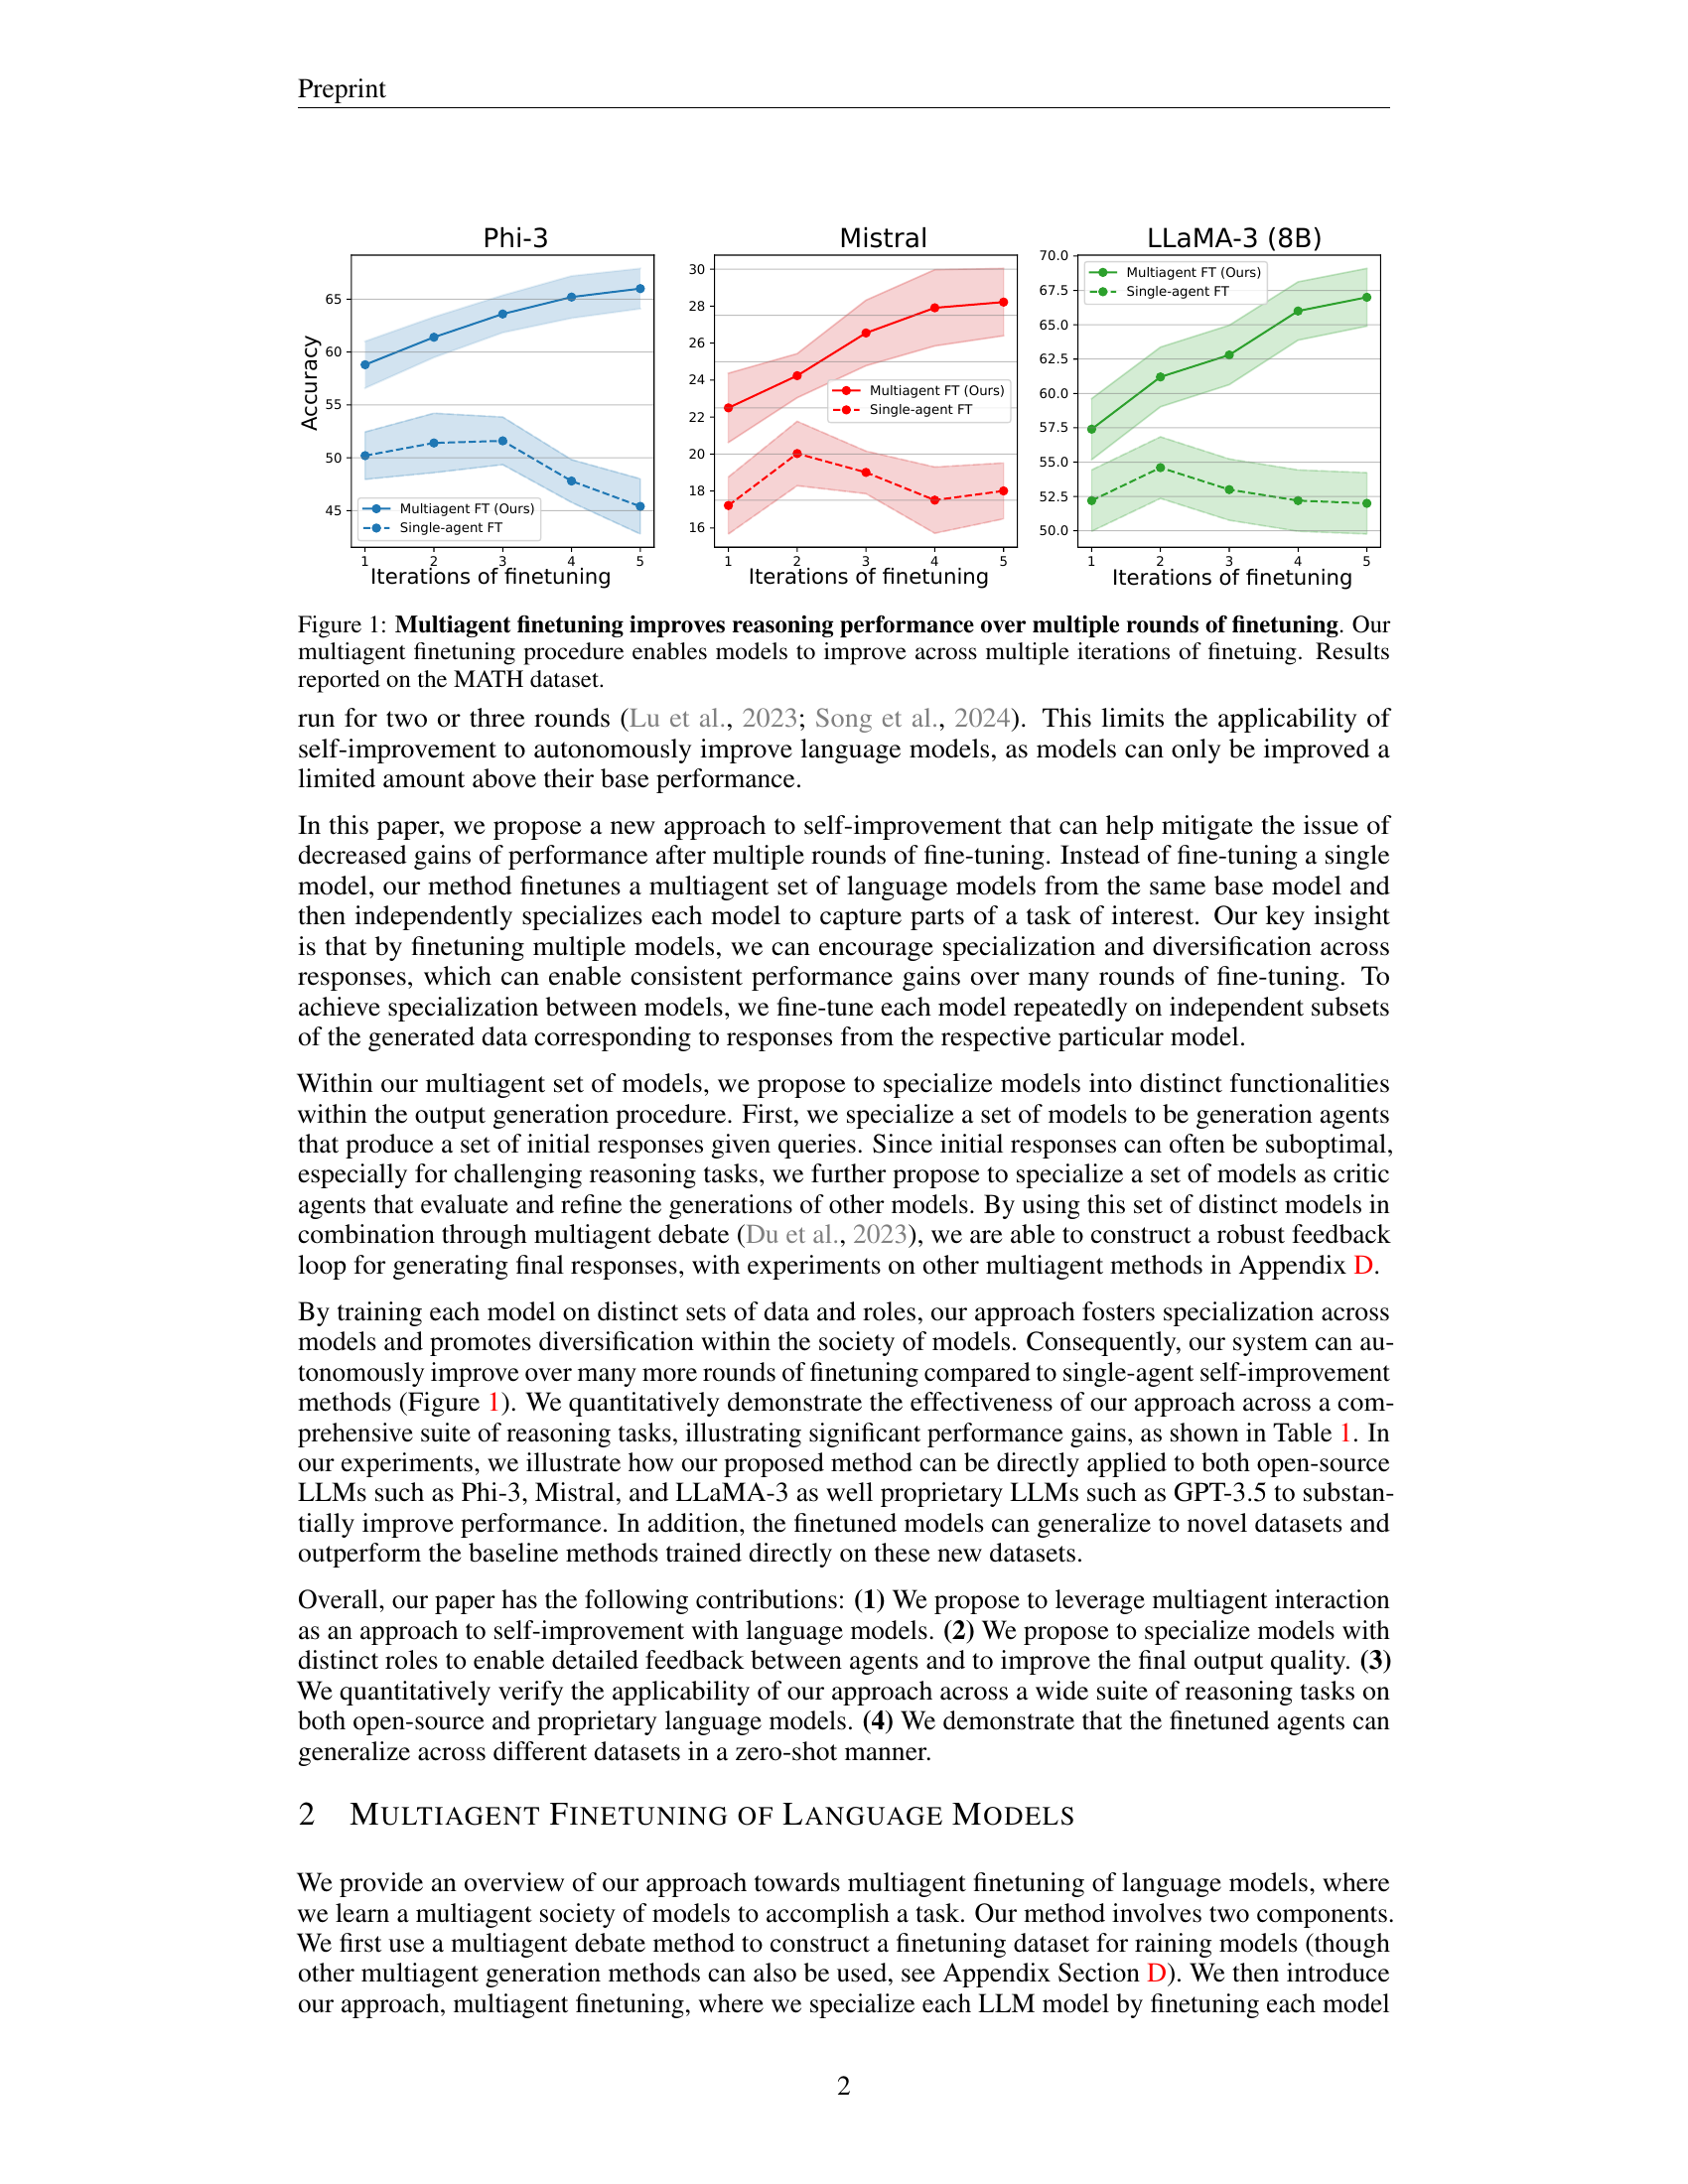 Preprint
Phi-3
Mistral
LLaMA-3 (8B)
Accuracy
65
60
55
50
45
Multiagent FT (Ours)
Single-agent FT
1 2 3 4 5
Iterations of finetuning
30
28
26
24
22
20
18
16
Multiagent FT (Ours)
Single-agent FT
1 2 3 4 5
Iterations of finetuning
70.0
67.5
65.0
62.5
60.0
57.5
55.0
52.5
50.0
Multiagent FT (Ours)
Single-agent FT
1 2 3 4 5
Iterations of finetuning
Figure 1: Multiagent finetuning improves reasoning performance over multiple rounds of finetuning. Our
multiagent finetuning procedure enables models to improve across multiple iterations of finetuing. Results
reported on the MATH dataset.
run for two or three rounds (Lu et al., 2023; Song et al., 2024). This limits the applicability of
self-improvement to autonomously improve language models, as models can only be improved a
limited amount above their base performance.
In this paper, we propose a new approach to self-improvement that can help mitigate the issue of
decreased gains of performance after multiple rounds of fine-tuning. Instead of fine-tuning a single
model, our method finetunes a multiagent set of language models from the same base model and
then independently specializes each model to capture parts of a task of interest. Our key insight
is that by finetuning multiple models, we can encourage specialization and diversification across
responses, which can enable consistent performance gains over many rounds of fine-tuning. To
achieve specialization between models, we fine-tune each model repeatedly on independent subsets
of the generated data corresponding to responses from the respective particular model.
Within our multiagent set of models, we propose to specialize models into distinct functionalities
within the output generation procedure. First, we specialize a set of models to be generation agents
that produce a set of initial responses given queries. Since initial responses can often be suboptimal,
especially for challenging reasoning tasks, we further propose to specialize a set of models as critic
agents that evaluate and refine the generations of other models. By using this set of distinct models in
combination through multiagent debate (Du et al., 2023), we are able to construct a robust feedback
loop for generating final responses, with experiments on other multiagent methods in Appendix D.
By training each model on distinct sets of data and roles, our approach fosters specialization across
models and promotes diversification within the society of models. Consequently, our system can au-
tonomously improve over many more rounds of finetuning compared to single-agent self-improvement
methods (Figure 1). We quantitatively demonstrate the effectiveness of our approach across a com-
prehensive suite of reasoning tasks, illustrating significant performance gains, as shown in Table 1. In
our experiments, we illustrate how our proposed method can be directly applied to both open-source
LLMs such as Phi-3, Mistral, and LLaMA-3 as well proprietary LLMs such as GPT-3.5 to substan-
tially improve performance. In addition, the finetuned models can generalize to novel datasets and
outperform the baseline methods trained directly on these new datasets.
Overall, our paper has the following contributions: (1) We propose to leverage multiagent interaction
as an approach to self-improvement with language models. (2) We propose to specialize models with
distinct roles to enable detailed feedback between agents and to improve the final output quality. (3)
We quantitatively verify the applicability of our approach across a wide suite of reasoning tasks on
both open-source and proprietary language models. (4) We demonstrate that the finetuned agents can
generalize across different datasets in a zero-shot manner.
2 MULTIAGENT FINETUNING OF LANGUAGE MODELS
We provide an overview of our approach towards multiagent finetuning of language models, where
we learn a multiagent society of models to accomplish a task. Our method involves two components.
We first use a multiagent debate method to construct a finetuning dataset for raining models (though
other multiagent generation methods can also be used, see Appendix Section D). We then introduce
our approach, multiagent finetuning, where we specialize each LLM model by finetuning each model
2